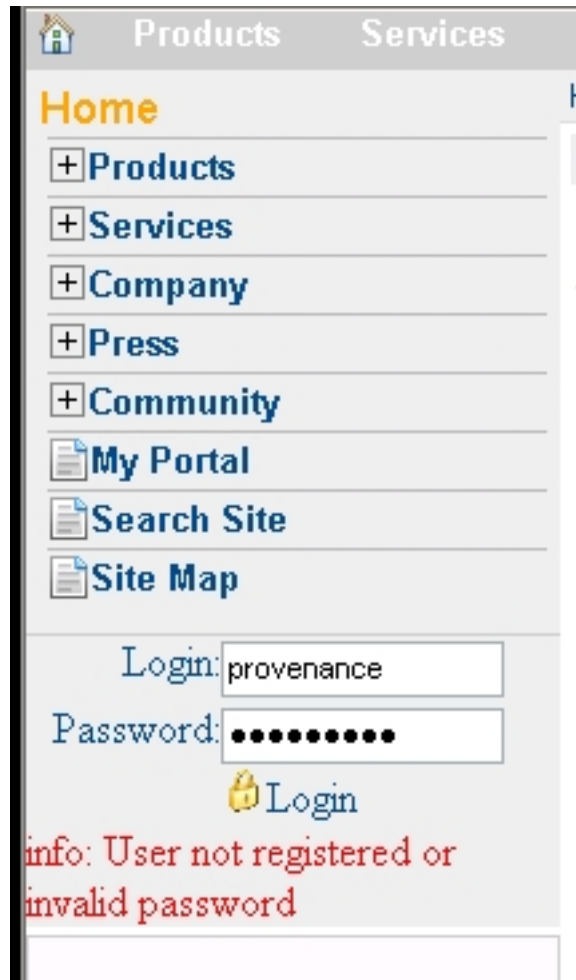 Products Services
Home
Products
Services
Company
Press
Community
My Portal
Search Site
Site Map
Login: provenance
Password: ●●●●●●●●●
Login
info: User not registered or
invalid password